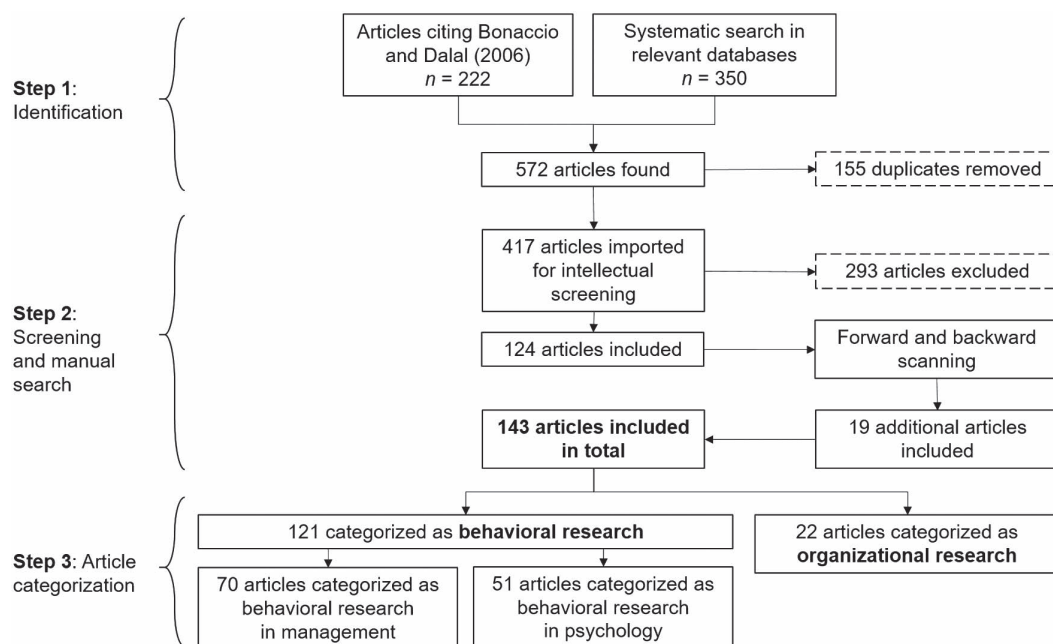 Step 1:
Identification
Articles citing Bonaccio
and Dalal (2006)
n = 222
Systematic search in
relevant databases
n = 350
572 articles found
155 duplicates removed
Step 2:
Screening
and manual
search
417 articles imported
for intellectual
screening
293 articles excluded
124 articles included
Forward and backward
scanning
143 articles included
in total
19 additional articles
included
Step 3: Article
categorization
121 categorized as behavioral research
22 articles categorized as
organizational research
70 articles categorized as
behavioral research
in management
51 articles categorized as
behavioral research
in psychology